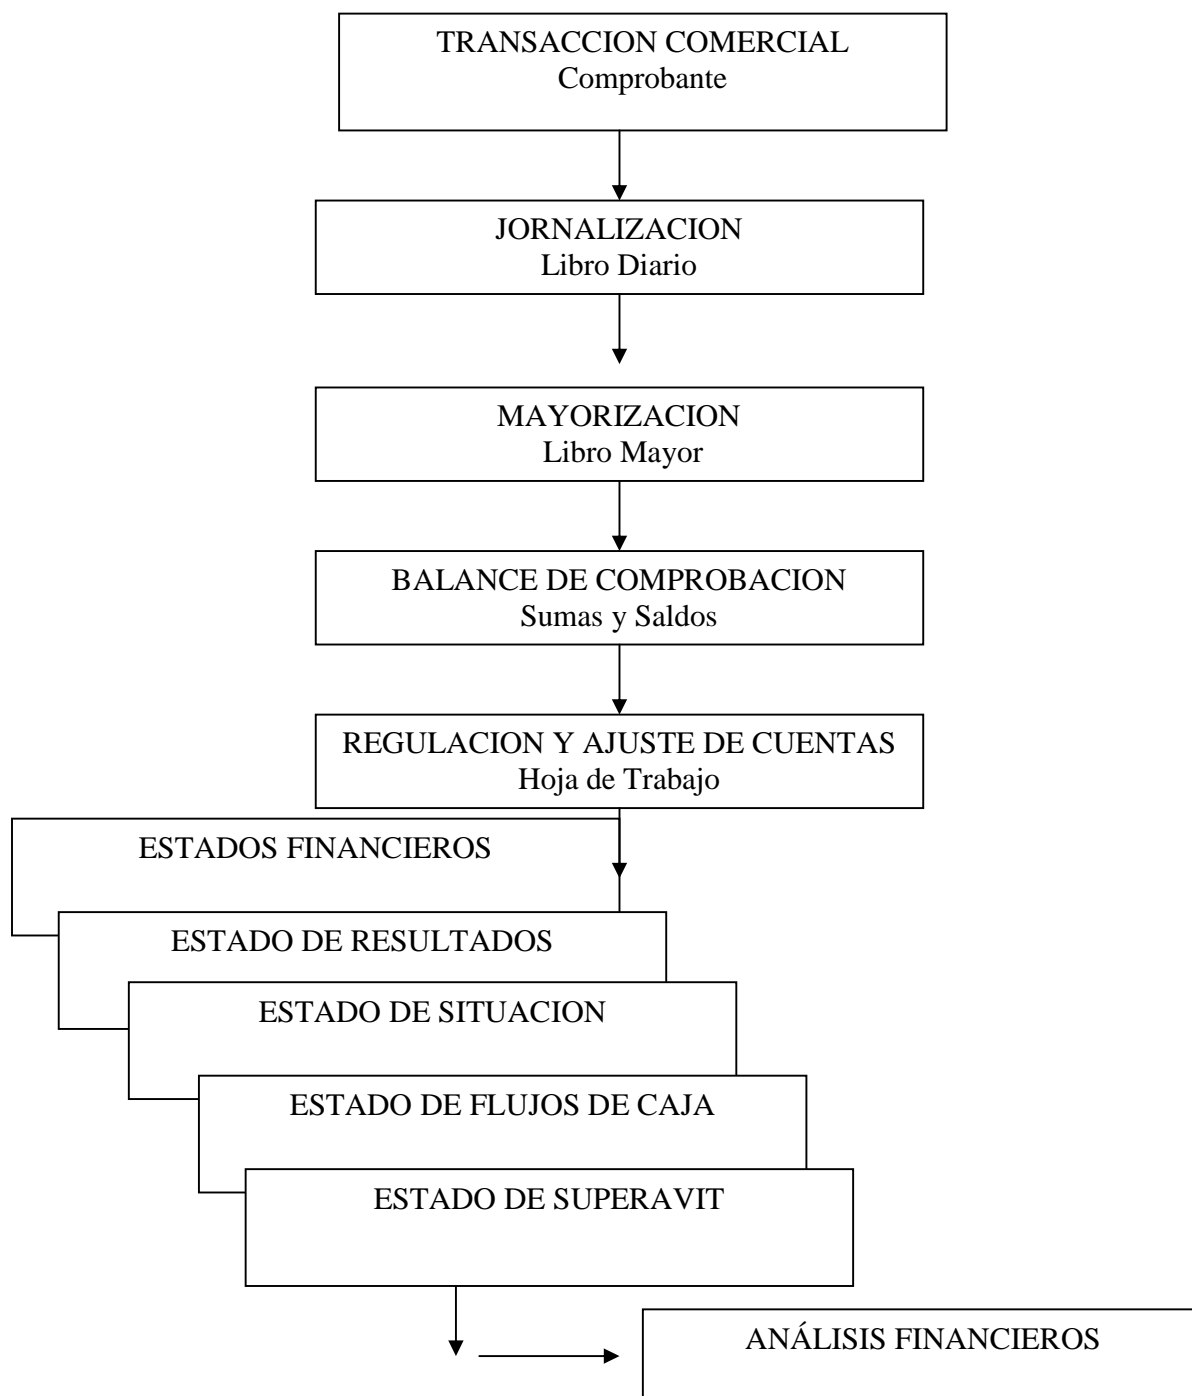 TRANSACCION COMERCIAL
Comprobante
JORNALIZACION
Libro Diario
MAYORIZACION
Libro Mayor
BALANCE DE COMPROBACION
Sumas y Saldos
REGULACION Y AJUSTE DE CUENTAS
Hoja de Trabajo
ESTADOS FINANCIEROS
ESTADO DE RESULTADOS
ESTADO DE SITUACION
ESTADO DE FLUJOS DE CAJA
ESTADO DE SUPERAVIT
ANÁLISIS FINANCIEROS